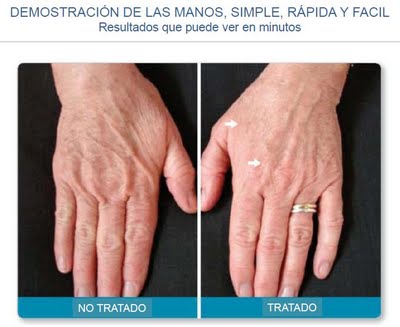 DEMOSTRACIÓN DE LAS MANOS, SIMPLE, RÁPIDA Y FACIL
Resultados que puede ver en minutos
NO TRATADO
TRATADO